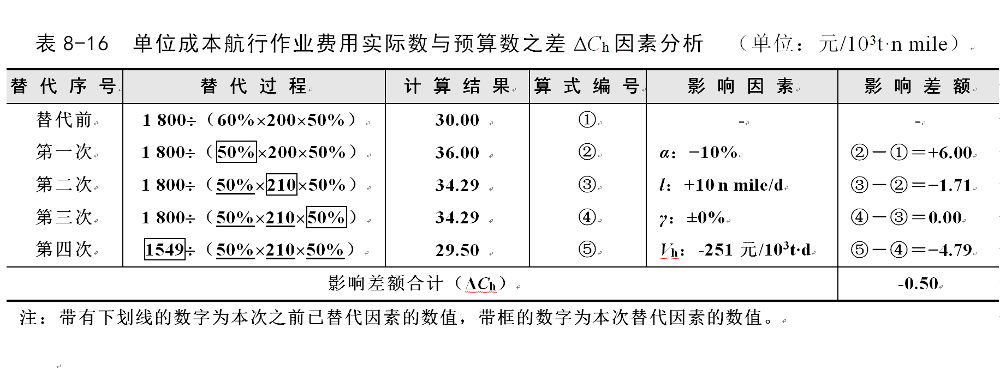 表 8-16 单位成本航行作业费用实际数与预算数之差 ΔCh 因素分析 （单位：元/10³t·n mile）
替代序号 替代过程 计算结果 算式编号 影响因素 影响差额
替代前 1 800÷（60%×200×50%） 30.00 ① - -
第一次 1 800÷（50%×200×50%） 36.00 ② α：−10% ②－①＝+6.00
第二次 1 800÷（50%×210×50%） 34.29 ③ l：+10 n mile/d ③－②＝−1.71
第三次 1 800÷（50%×210×50%） 34.29 ④ γ：±0% ④－③＝0.00
第四次 1549÷（50%×210×50%） 29.50 ⑤ Vh：-251 元/10³t·d ⑤－④＝−4.79
影响差额合计（ΔCh） -0.50
注：带有下划线的数字为本次之前已替代因素的数值，带框的数字为本次替代因素的数值。